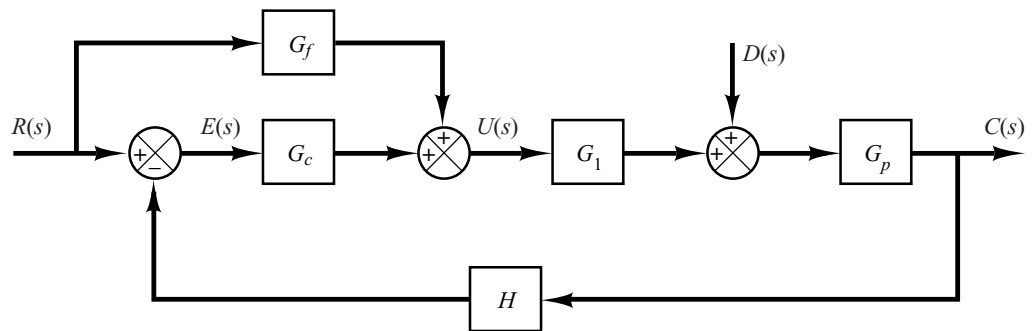 G_f
D(s)
R(s)
E(s)
U(s)
C(s)
+
−
G_c
+
+
G_1
+
+
G_p
H